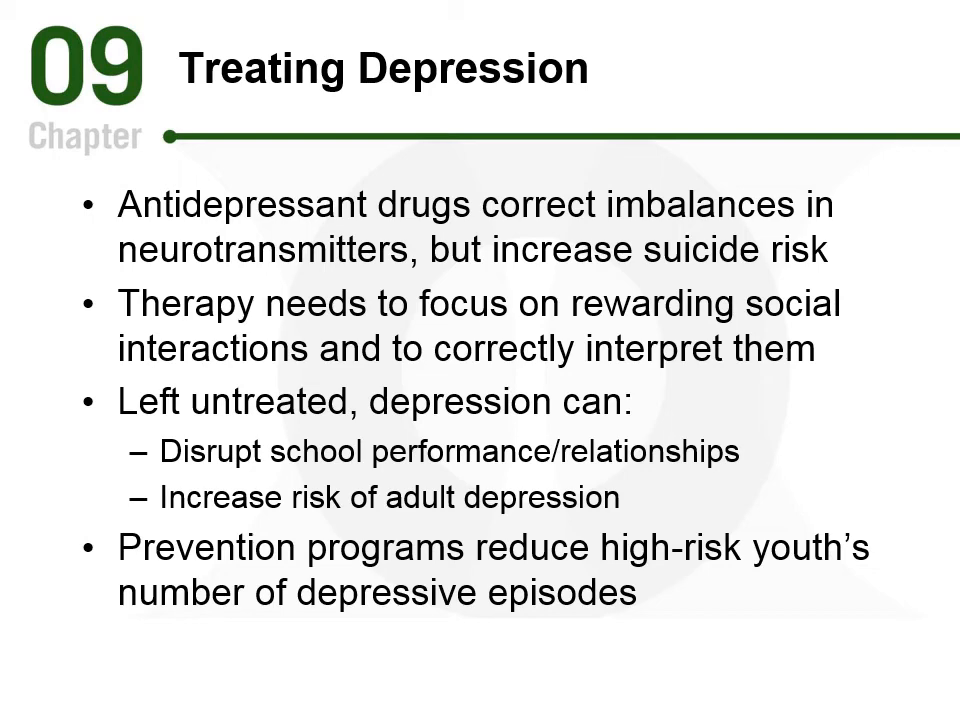 09
Chapter
Treating Depression
• Antidepressant drugs correct imbalances in
neurotransmitters, but increase suicide risk
• Therapy needs to focus on rewarding social
interactions and to correctly interpret them
• Left untreated, depression can:
– Disrupt school performance/relationships
– Increase risk of adult depression
• Prevention programs reduce high-risk youth’s
number of depressive episodes